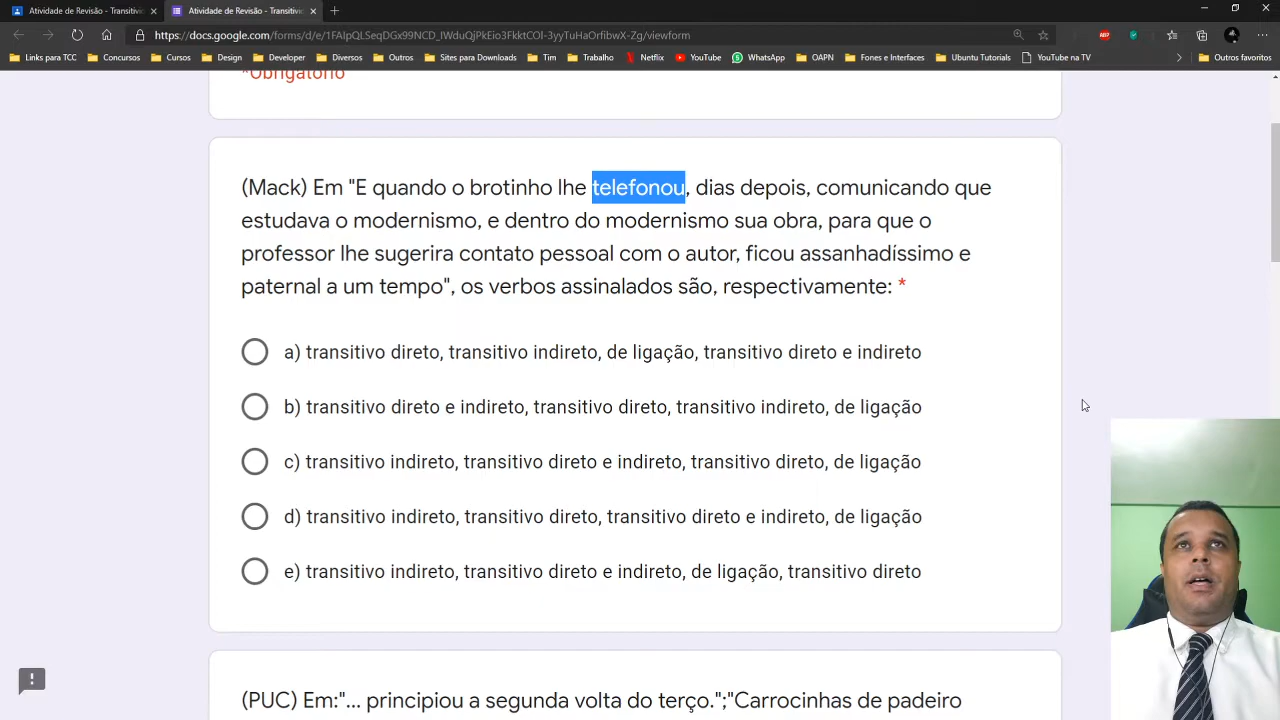 Atividade de Revisão - Transitivi
Atividade de Revisão - Transitivi
https://docs.google.com/forms/d/e/1FAIpQLSeqDGx99NCD_IWduQjPkEio3FkktCOl-3yyTuHaOrfibwX-Zg/viewform
Links para TCC
Concursos
Cursos
Design
Developer
Diversos
Outros
Sites para Downloads
Tim
Trabalho
Netflix
YouTube
WhatsApp
OAPN
Fones e Interfaces
Ubuntu Tutorials
YouTube na TV
Outros favoritos
*Obrigatório
(Mack) Em "E quando o brotinho lhe telefonou, dias depois, comunicando que
estudava o modernismo, e dentro do modernismo sua obra, para que o
professor lhe sugerira contato pessoal com o autor, ficou assanhadíssimo e
paternal a um tempo", os verbos assinalados são, respectivamente: *
a) transitivo direto, transitivo indireto, de ligação, transitivo direto e indireto
b) transitivo direto e indireto, transitivo direto, transitivo indireto, de ligação
c) transitivo indireto, transitivo direto e indireto, transitivo direto, de ligação
d) transitivo indireto, transitivo direto, transitivo direto e indireto, de ligação
e) transitivo indireto, transitivo direto e indireto, de ligação, transitivo direto
(PUC) Em:"... principiou a segunda volta do terço.";"Carrocinhas de padeiro